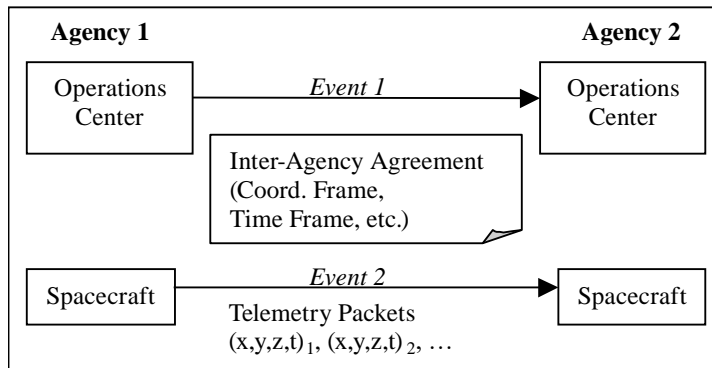 Agency 1
Agency 2
Operations
Center
Event 1
Operations
Center
Inter-Agency Agreement
(Coord. Frame,
Time Frame, etc.)
Spacecraft
Event 2
Spacecraft
Telemetry Packets
(x,y,z,t)1, (x,y,z,t)2, …